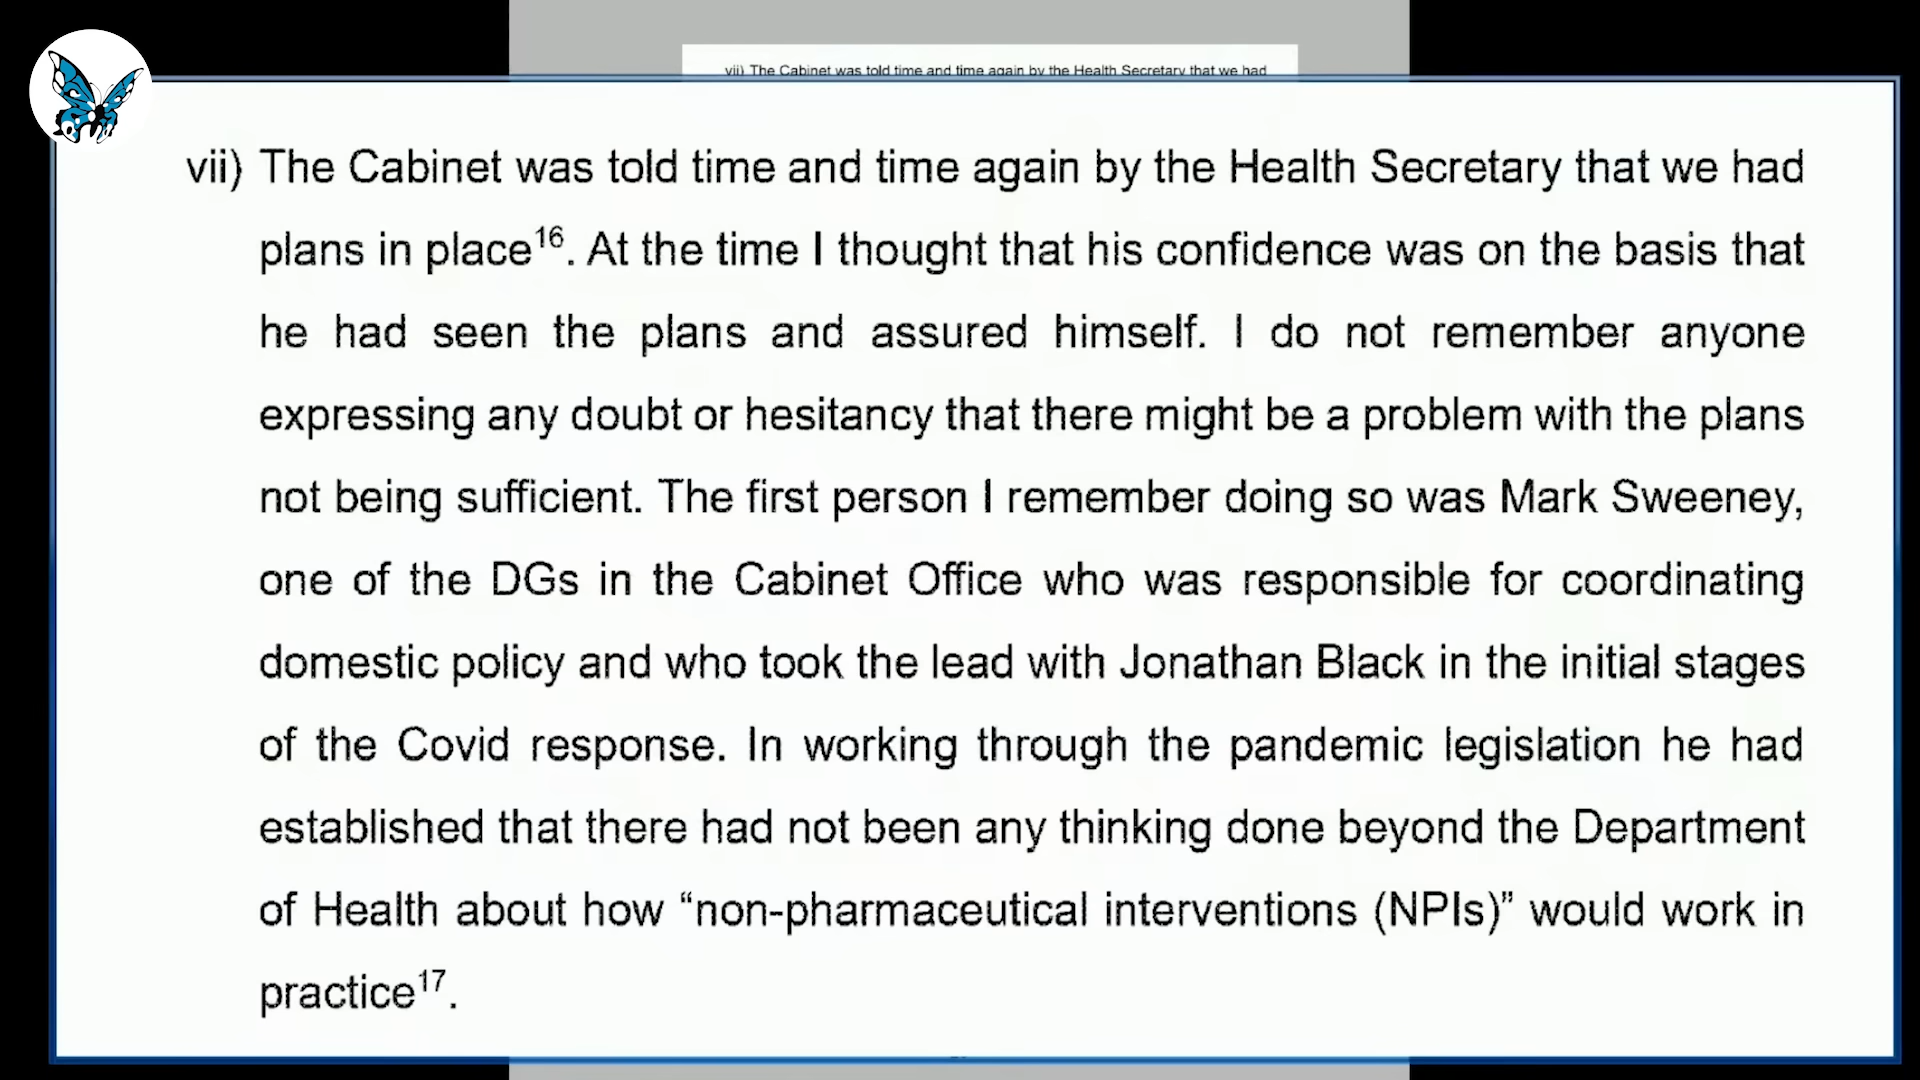 vii) The Cabinet was told time and time again by the Health Secretary that we had
vii) The Cabinet was told time and time again by the Health Secretary that we had
plans in place¹⁶. At the time I thought that his confidence was on the basis that
he had seen the plans and assured himself. I do not remember anyone
expressing any doubt or hesitancy that there might be a problem with the plans
not being sufficient. The first person I remember doing so was Mark Sweeney,
one of the DGs in the Cabinet Office who was responsible for coordinating
domestic policy and who took the lead with Jonathan Black in the initial stages
of the Covid response. In working through the pandemic legislation he had
established that there had not been any thinking done beyond the Department
of Health about how “non-pharmaceutical interventions (NPIs)” would work in
practice¹⁷.